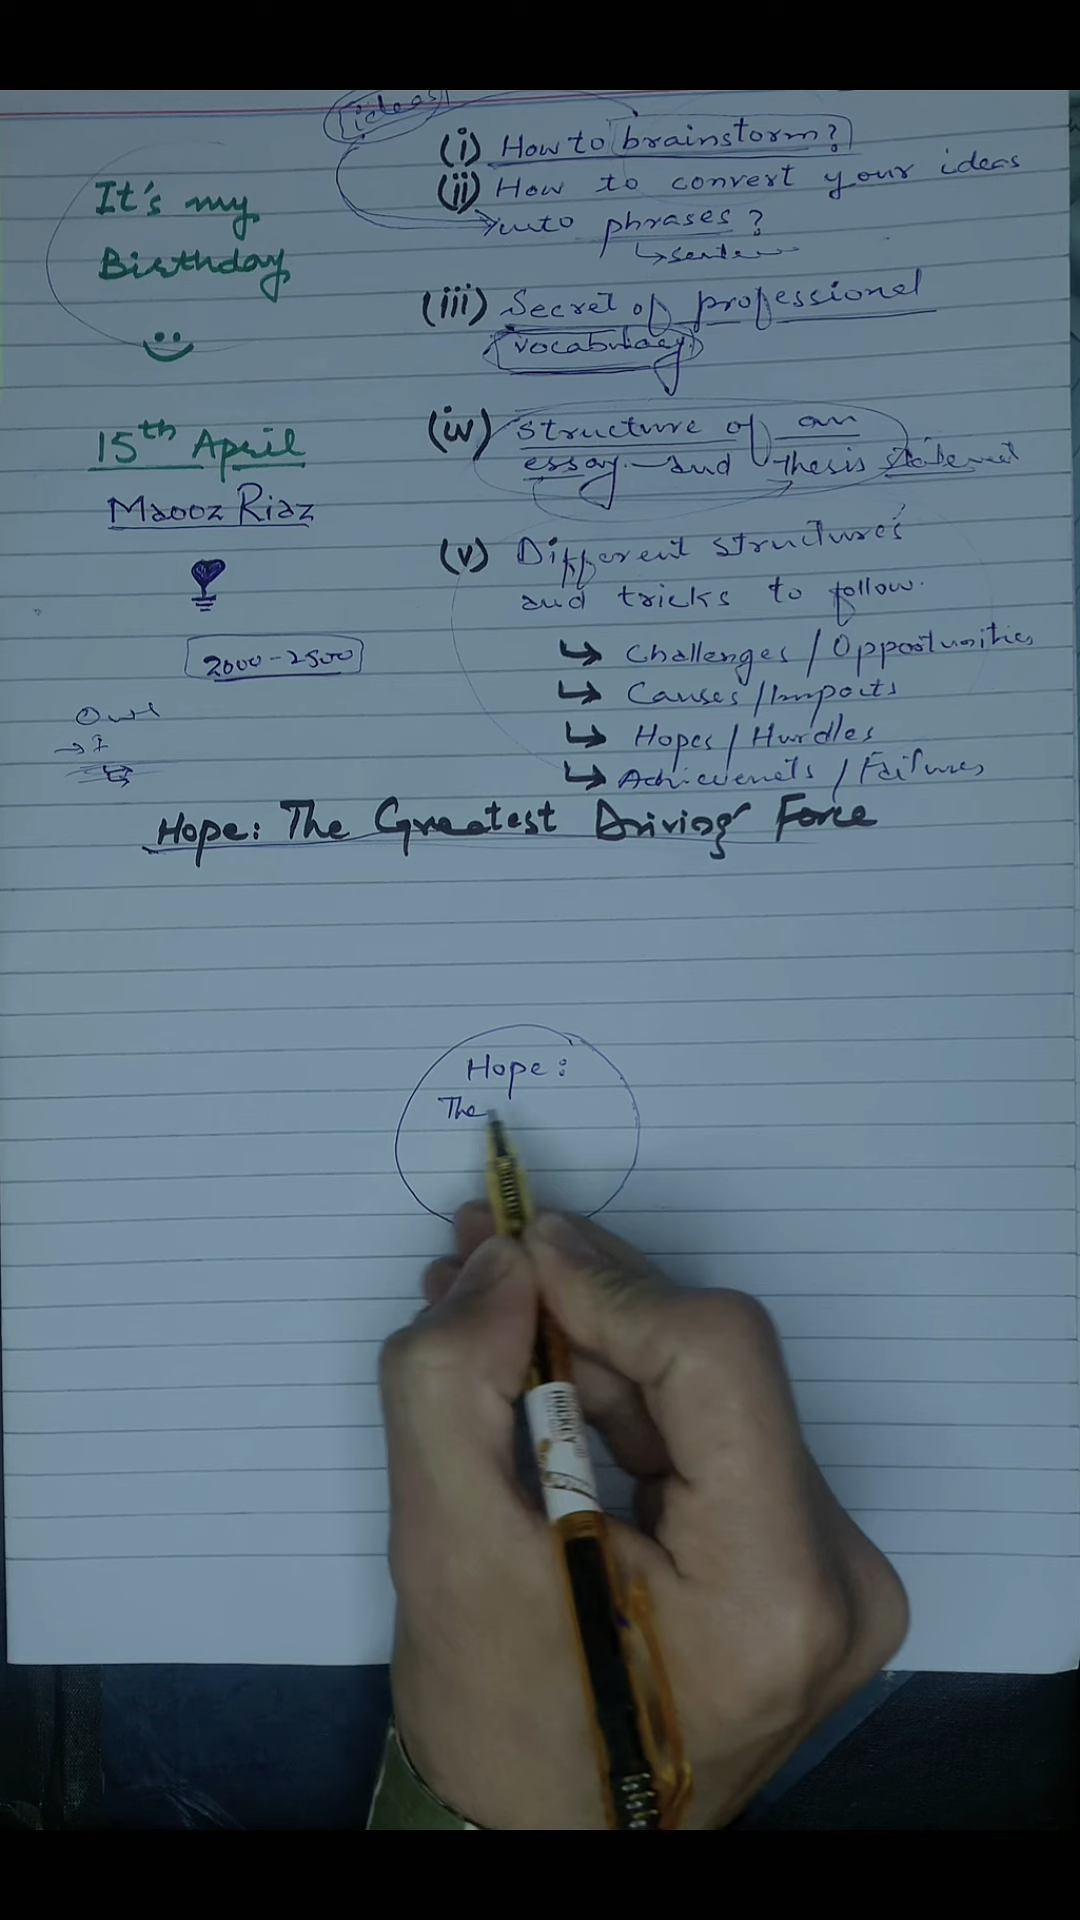 ideas
(i) How to brainstorm?
(ii) How to convert your ideas
into phrases?
(iii) Secret of professional
vocabulary
(iv) Structure of an
essay and thesis statement
(v) Different structures
and tricks to follow.
↳ Challenges / Opportunities
↳ Causes / Impacts
↳ Hopes / Hurdles
↳ Achievements / Failures
It's my
Birthday
15th April
Maooz Riaz
2000-2500
Hope: The Greatest Driving Force
Hope:
The